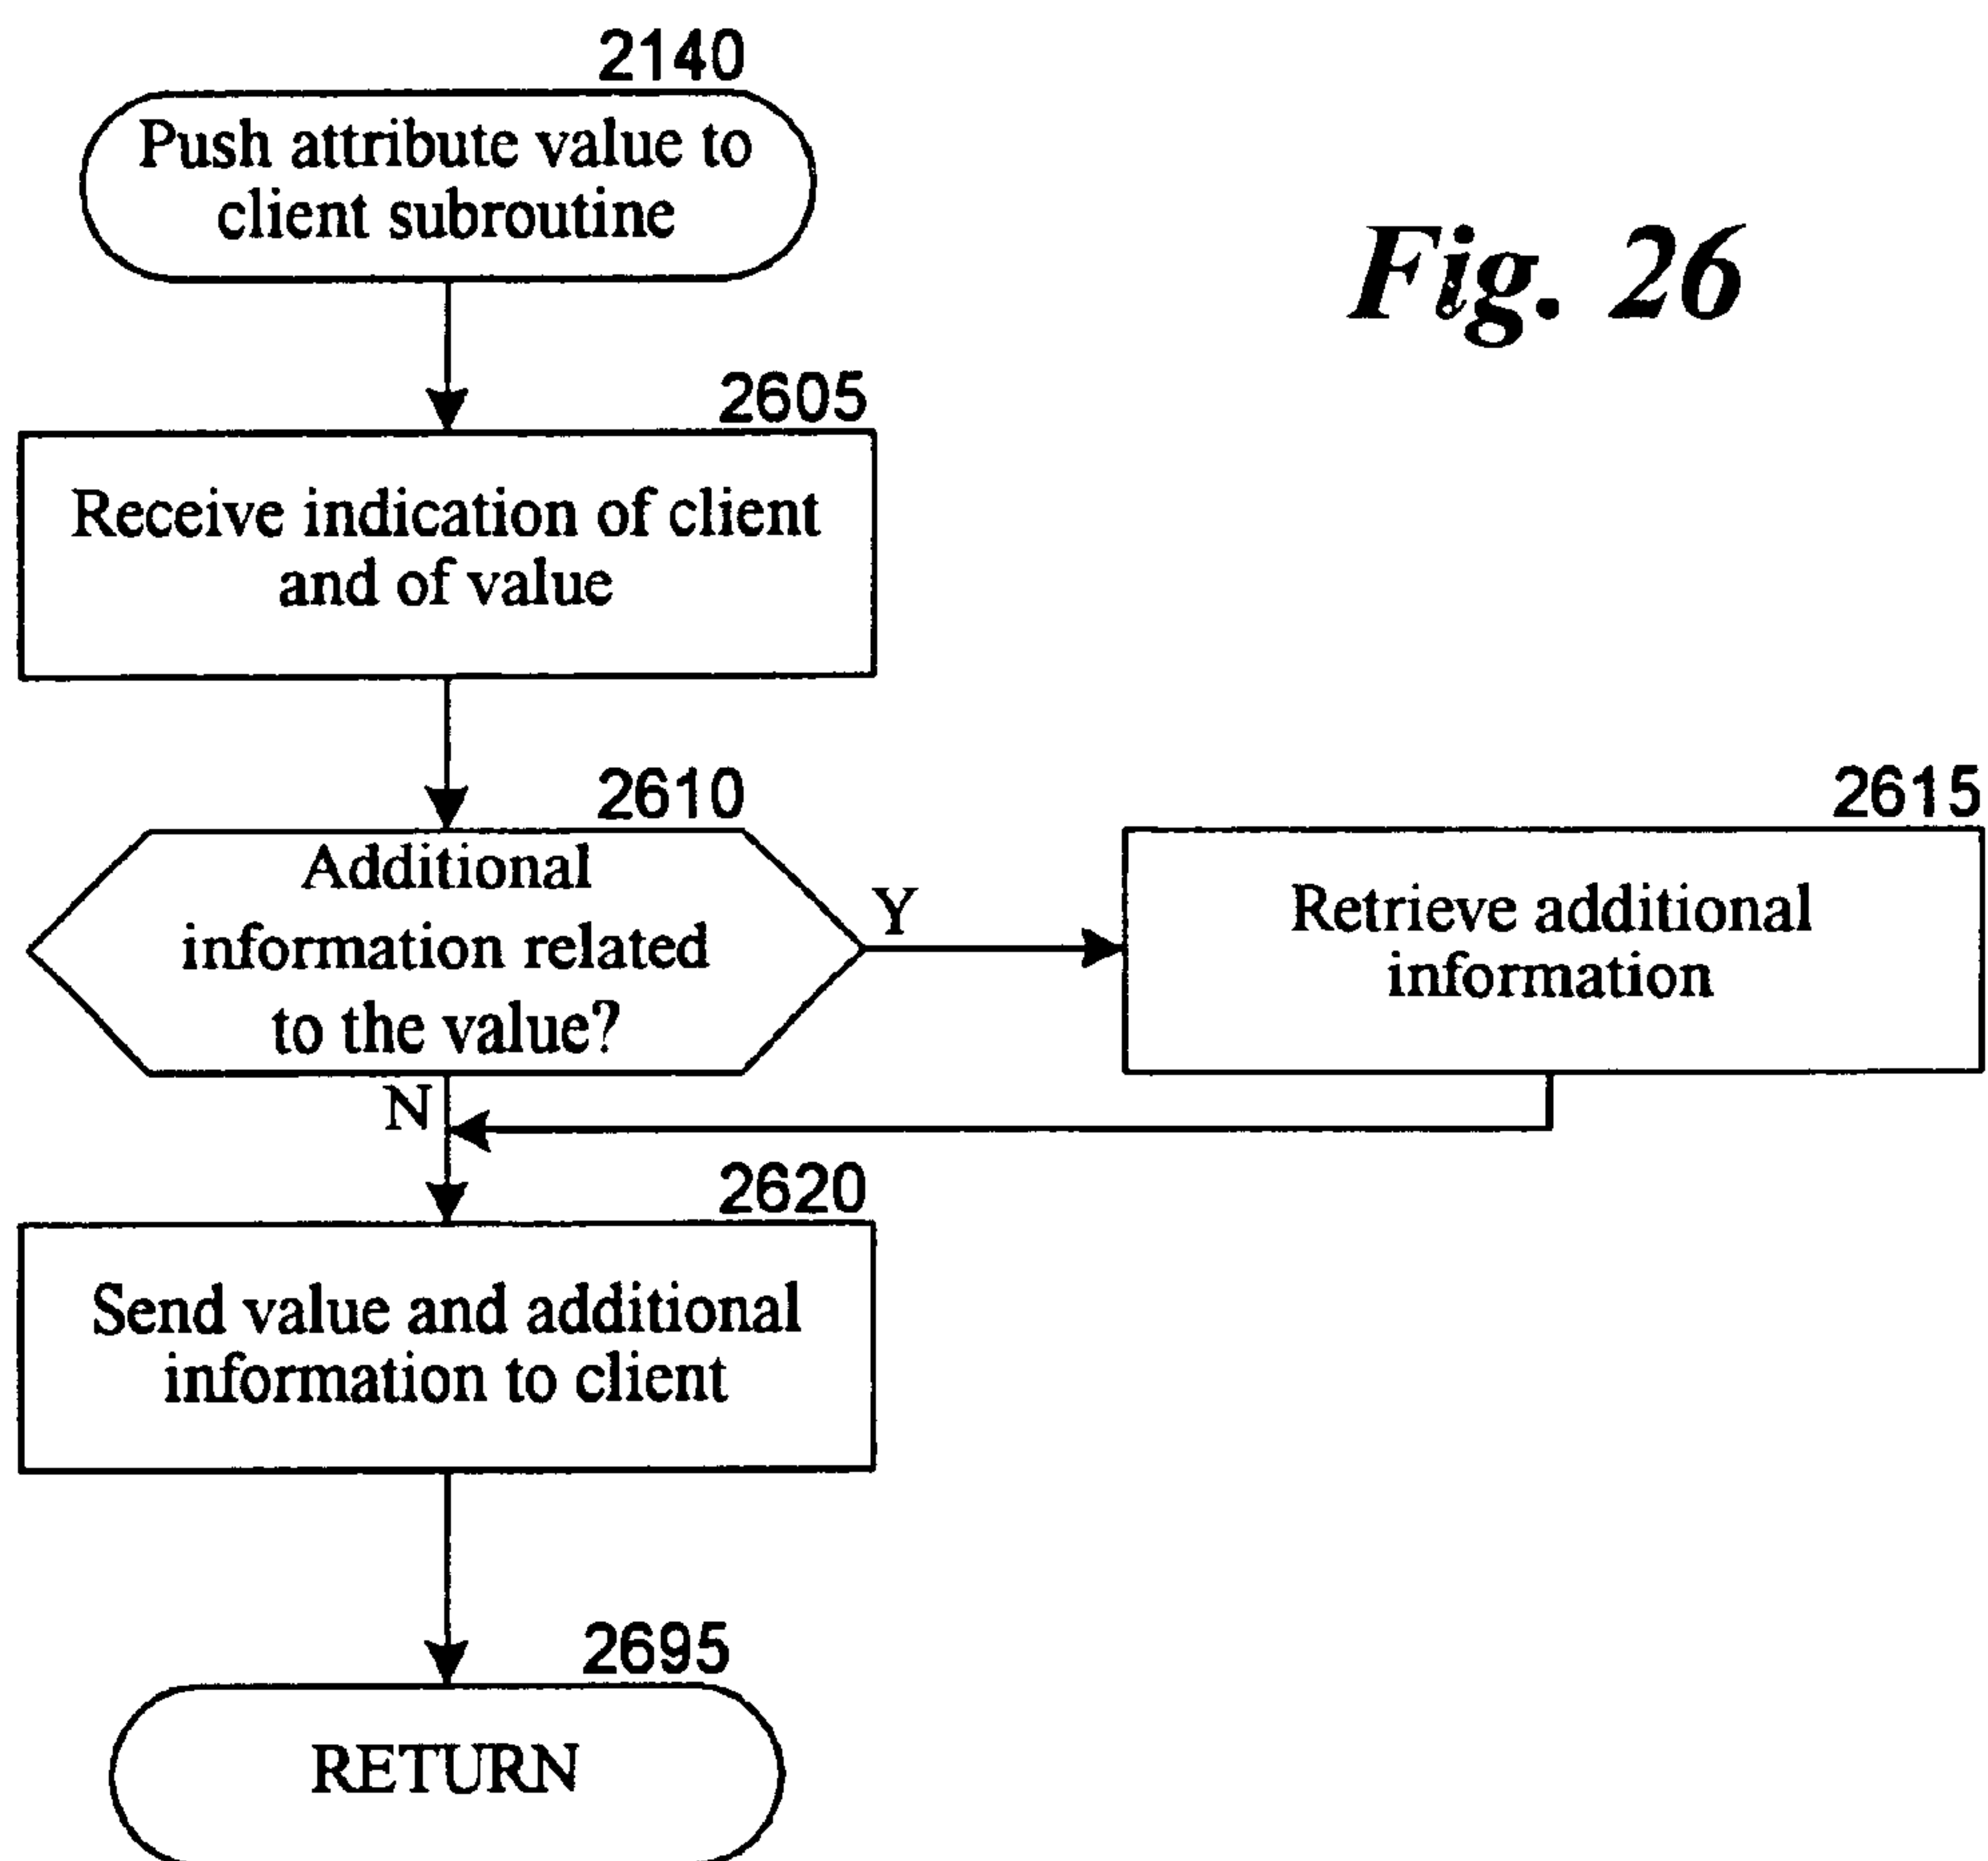 2140
Push attribute value to
client subroutine
Fig. 26
2605
Receive indication of client
and of value
2610
Additional
information related
to the value?
Y
2615
Retrieve additional
information
N
2620
Send value and additional
information to client
2695
RETURN